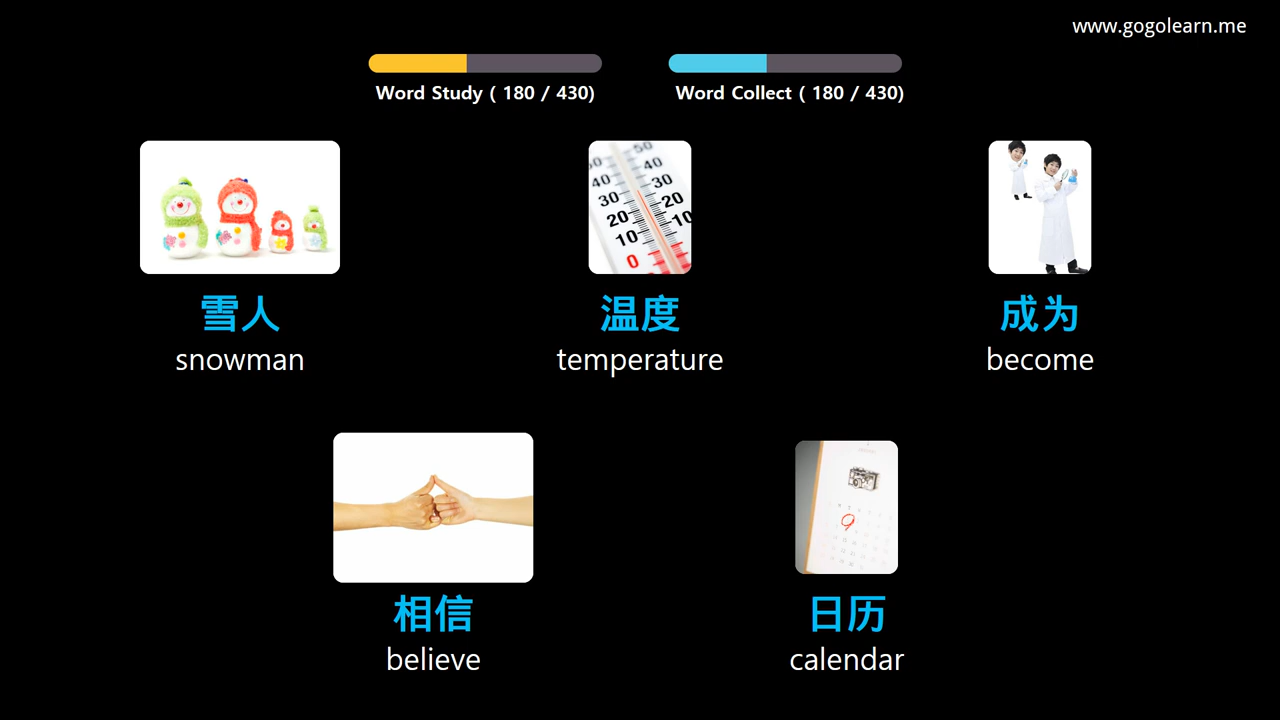 www.gogolearn.me
Word Study ( 180 / 430)
Word Collect ( 180 / 430)
雪人
snowman
温度
temperature
成为
become
相信
believe
日历
calendar